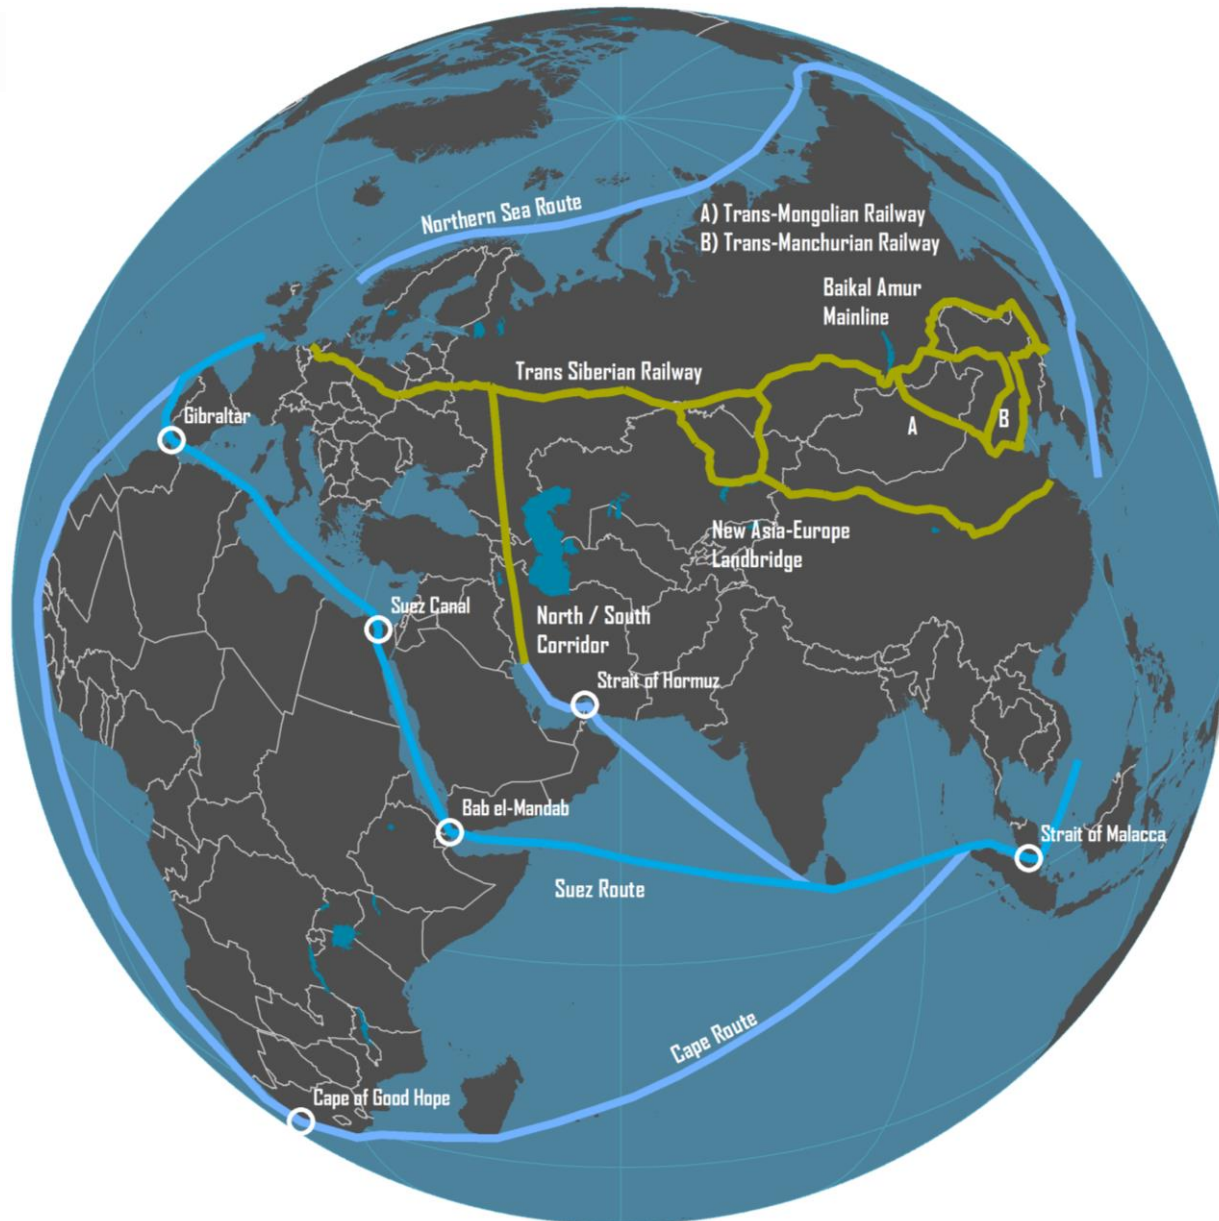 Northern Sea Route
A) Trans-Mongolian Railway
B) Trans-Manchurian Railway
Baikal Amur
Mainline
Trans Siberian Railway
Gibraltar
A
B
New Asia-Europe
Landbridge
Suez Canal
North / South
Corridor
Strait of Hormuz
Bab el-Mandab
Strait of Malacca
Suez Route
Cape Route
Cape of Good Hope